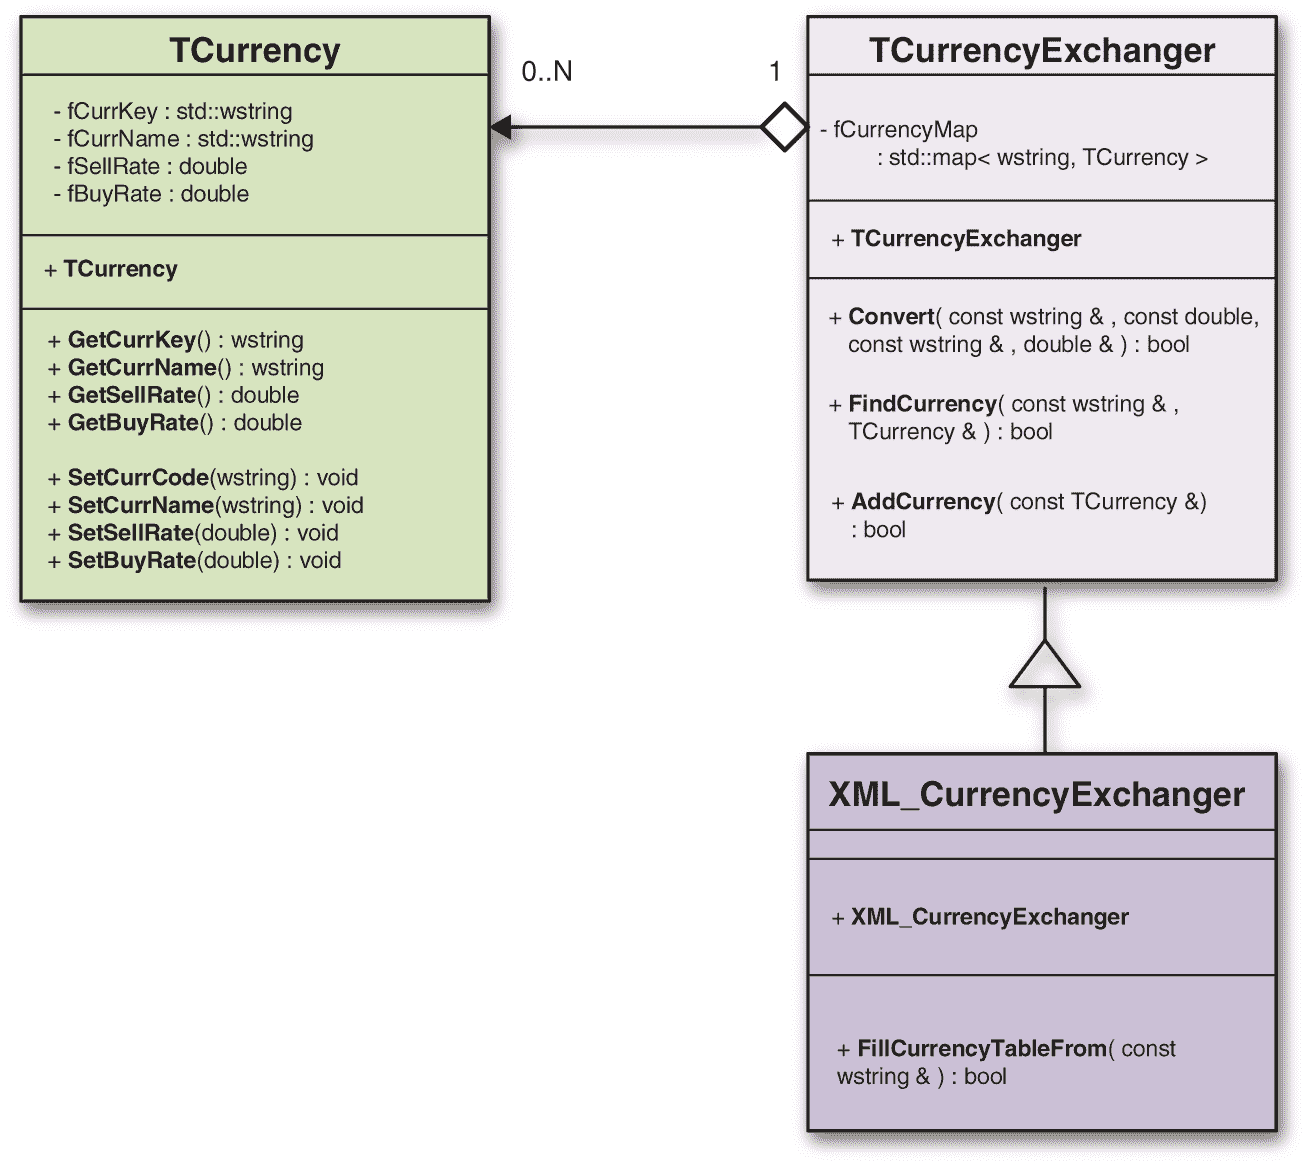 TCurrency
- fCurrKey : std::wstring
- fCurrName : std::wstring
- fSellRate : double
- fBuyRate : double
+ TCurrency
+ GetCurrKey() : wstring
+ GetCurrName() : wstring
+ GetSellRate() : double
+ GetBuyRate() : double
+ SetCurrCode(wstring) : void
+ SetCurrName(wstring) : void
+ SetSellRate(double) : void
+ SetBuyRate(double) : void
0..N
1
TCurrencyExchanger
- fCurrencyMap
: std::map< wstring, TCurrency >
+ TCurrencyExchanger
+ Convert( const wstring & , const double,
const wstring & , double & ) : bool
+ FindCurrency( const wstring & ,
TCurrency & ) : bool
+ AddCurrency( const TCurrency &)
: bool
XML_CurrencyExchanger
+ XML_CurrencyExchanger
+ FillCurrencyTableFrom( const
wstring & ) : bool